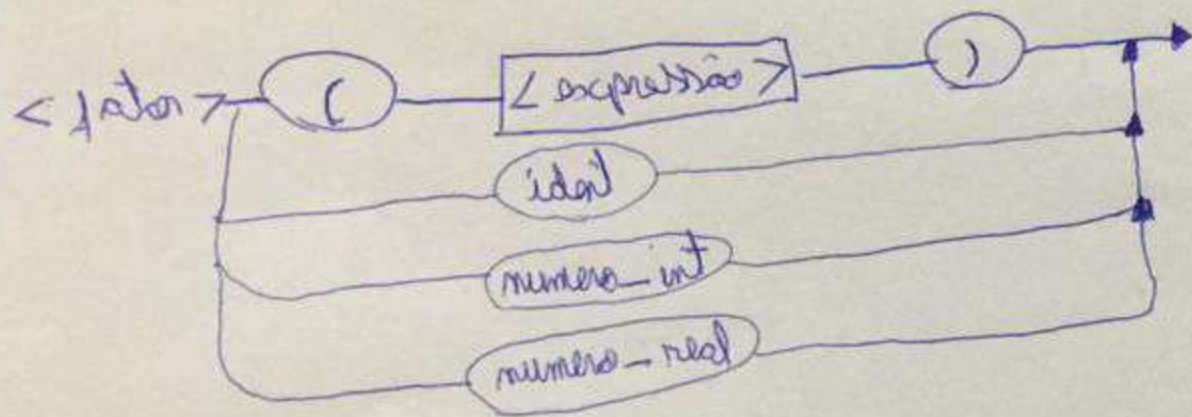 <fator> ( <expressão> )
ident
numero_int
numero_real